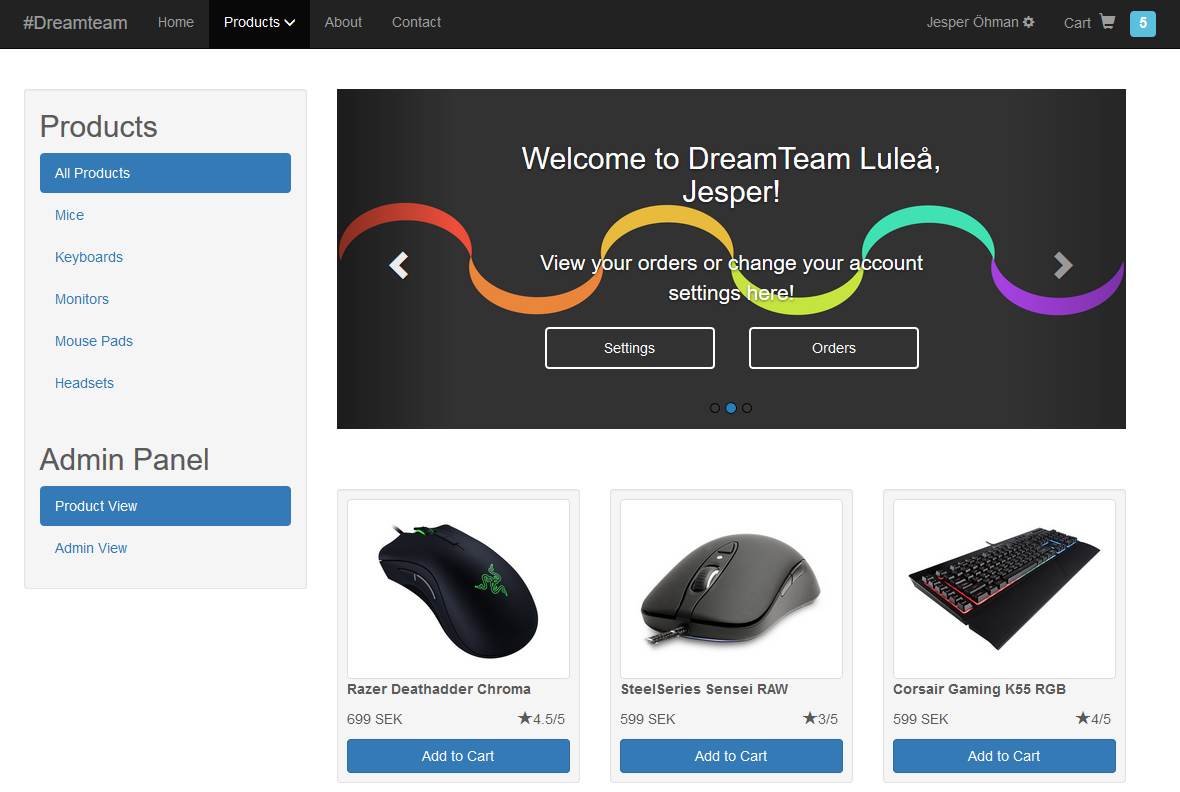 #Dreamteam Home Products About Contact Jesper Öhman Cart 5
Products
All Products
Mice
Keyboards
Monitors
Mouse Pads
Headsets
Admin Panel
Product View
Admin View
Welcome to DreamTeam Luleå,
Jesper!
View your orders or change your account
settings here!
Settings Orders
Razer Deathadder Chroma
699 SEK ★4.5/5
Add to Cart
SteelSeries Sensei RAW
599 SEK ★3/5
Add to Cart
Corsair Gaming K55 RGB
599 SEK ★4/5
Add to Cart